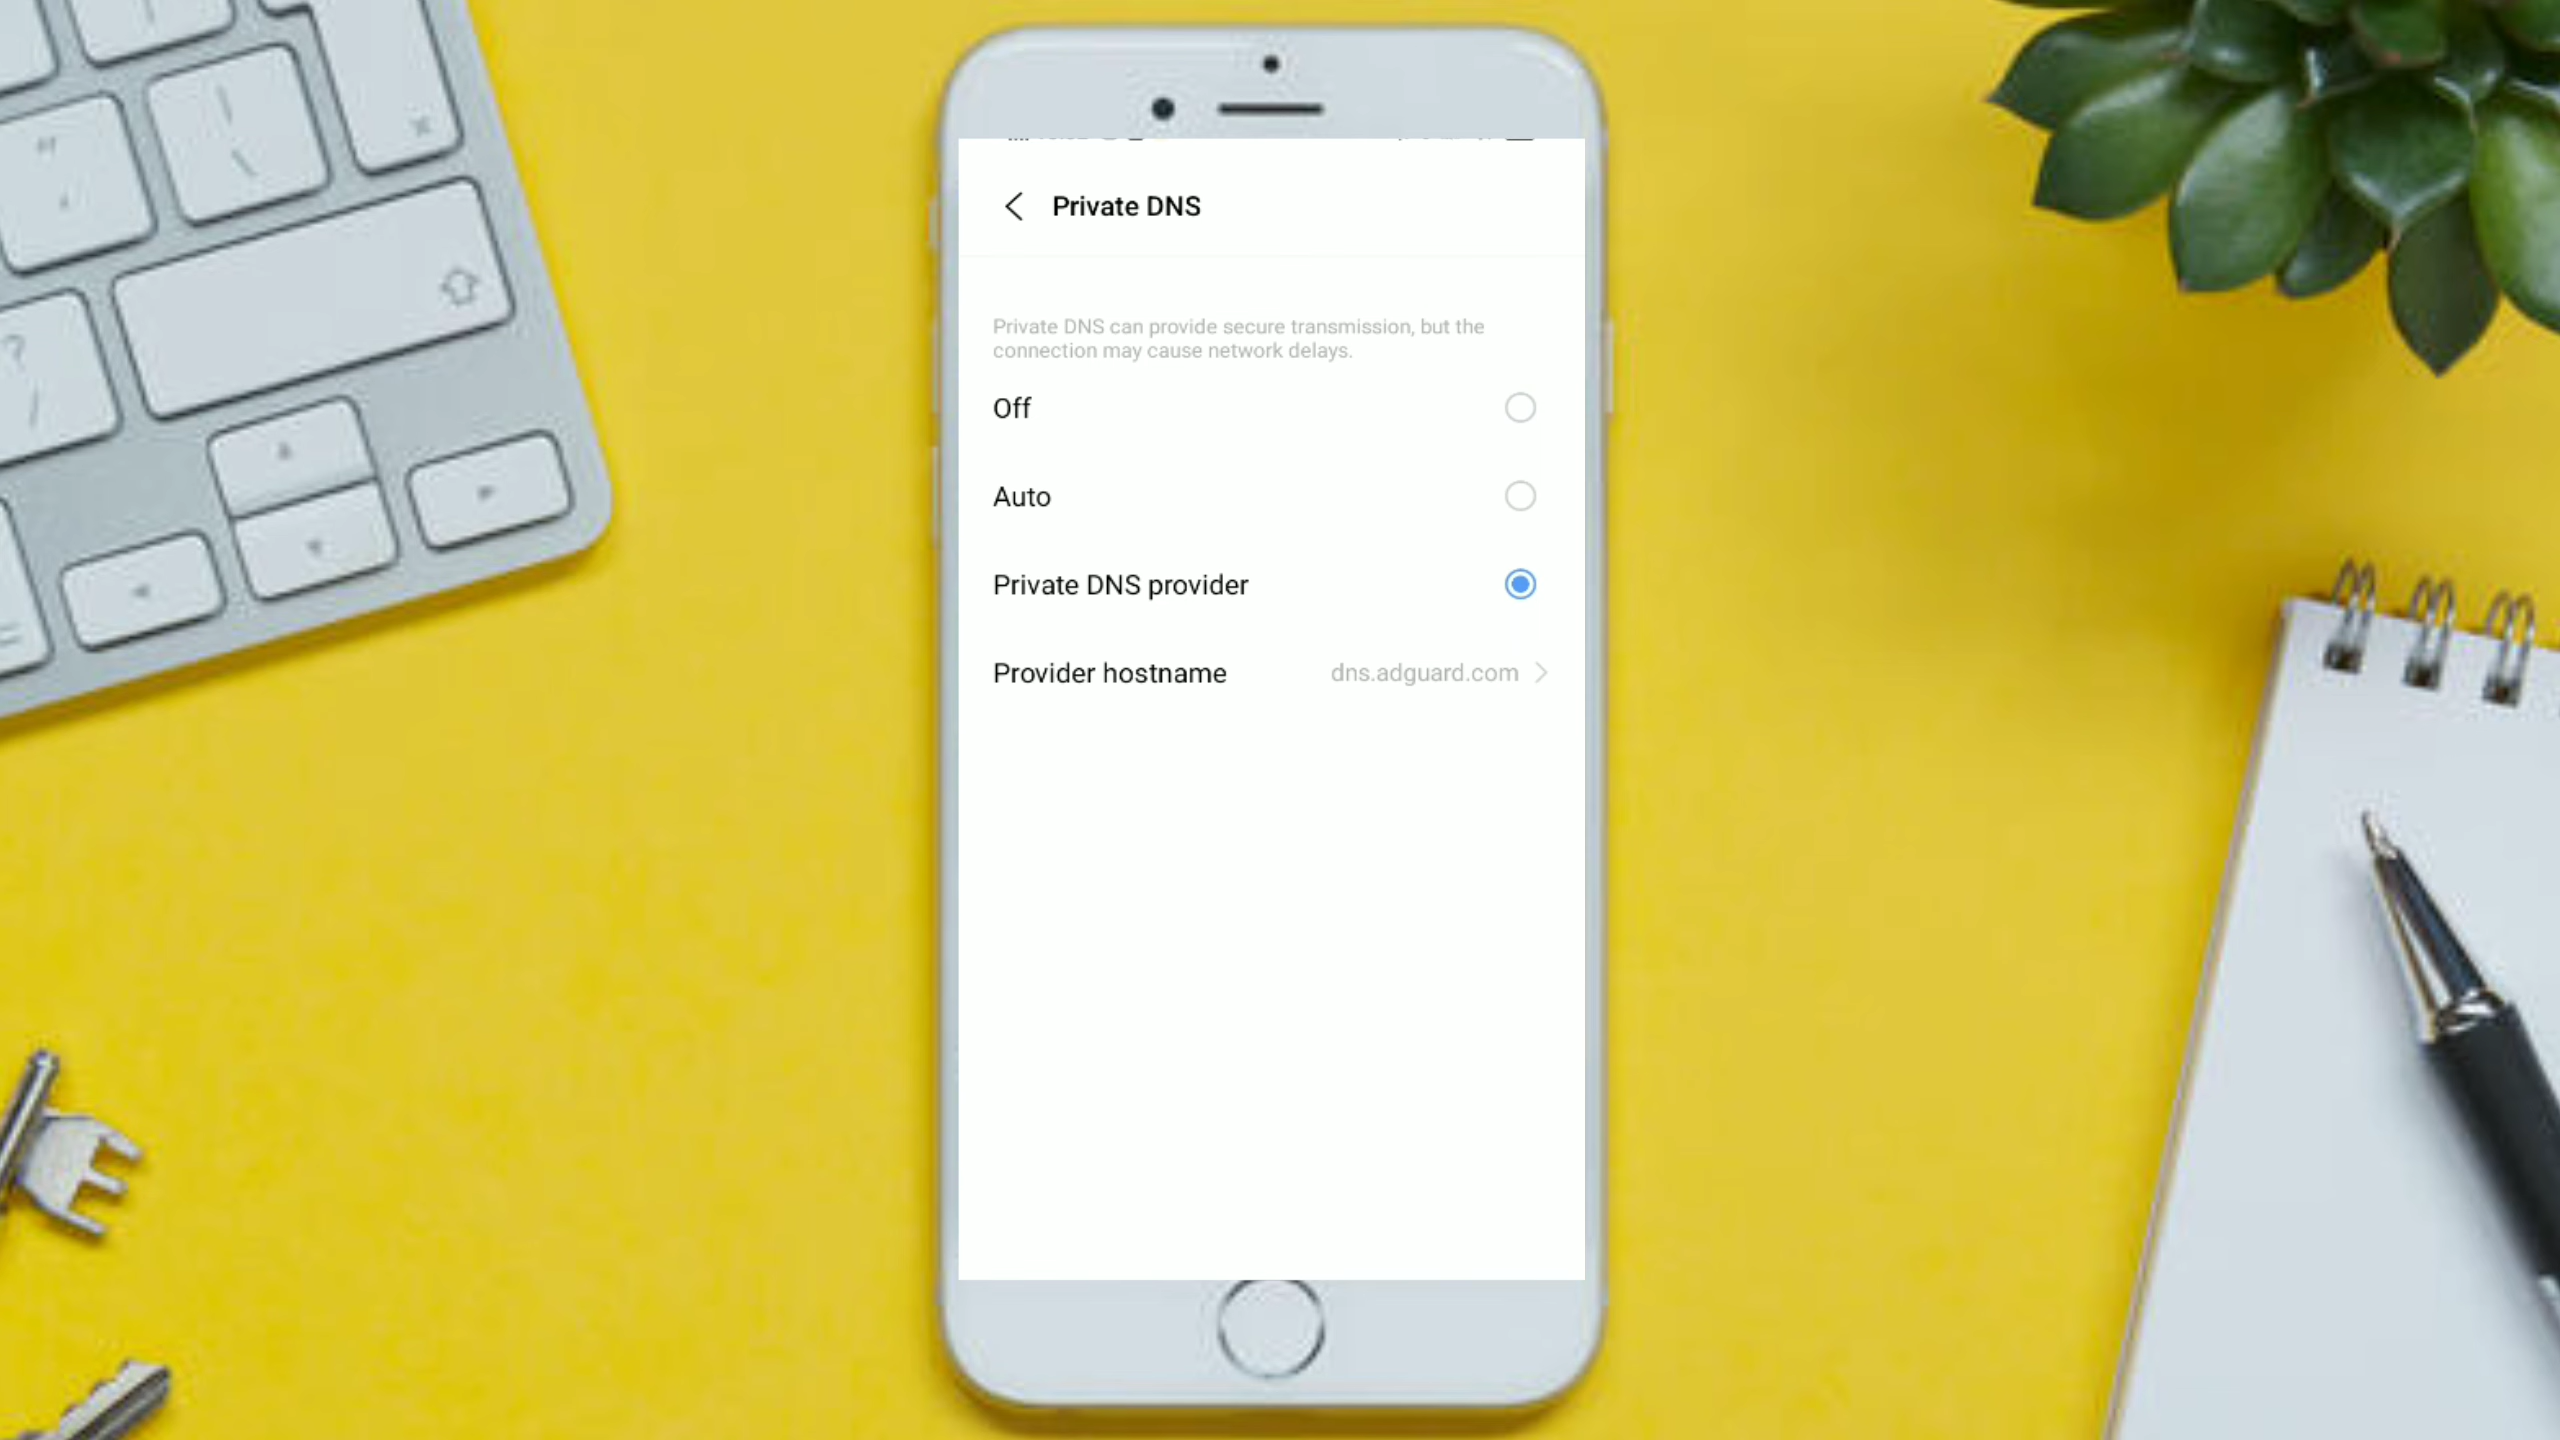 Private DNS
Private DNS can provide secure transmission, but the
connection may cause network delays.
Off
Auto
Private DNS provider
Provider hostname dns.adguard.com